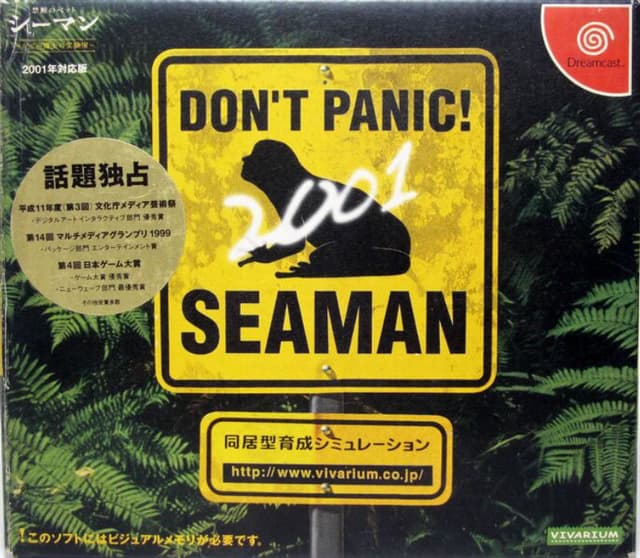 禁断のペット
シーマン
2001年対応版
Dreamcast
DON'T PANIC!
2001
SEAMAN
話題独占
平成11年度(第3回)文化庁メディア芸術祭
-デジタルアートインタラクティブ部門 優秀賞
第14回 マルチメディアグランプリ 1999
-パッケージ部門 エンターテインメント賞
第4回 日本ゲーム大賞
-ゲーム大賞 優秀賞
-ニューウェーブ部門 最優秀賞
その他受賞多数
同居型育成シミュレーション
http://www.vivarium.co.jp/
!このソフトにはビジュアルメモリが必要です。
VIVARIUM